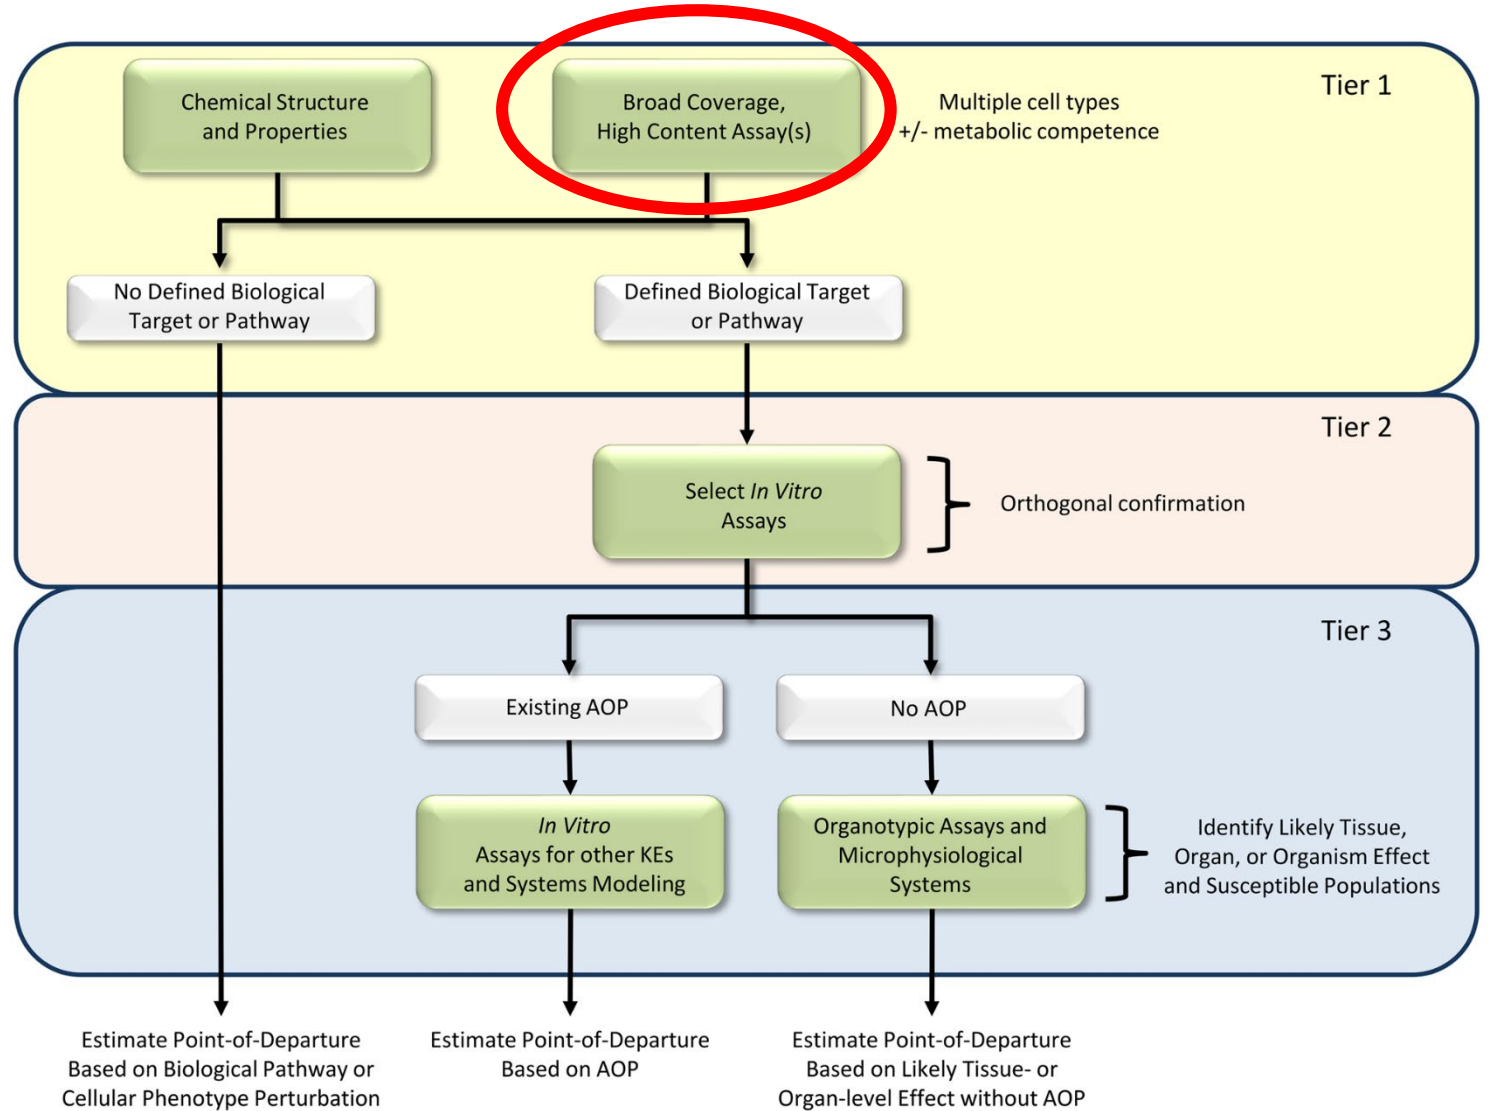 Tier 1
Chemical Structure
and Properties
Broad Coverage,
High Content Assay(s)
Multiple cell types
+/- metabolic competence
No Defined Biological
Target or Pathway
Defined Biological Target
or Pathway
Tier 2
Select In Vitro
Assays
Orthogonal confirmation
Tier 3
Existing AOP
No AOP
In Vitro
Assays for other KEs
and Systems Modeling
Organotypic Assays and
Microphysiological
Systems
Identify Likely Tissue,
Organ, or Organism Effect
and Susceptible Populations
Estimate Point-of-Departure
Based on Biological Pathway or
Cellular Phenotype Perturbation
Estimate Point-of-Departure
Based on AOP
Estimate Point-of-Departure
Based on Likely Tissue- or
Organ-level Effect without AOP